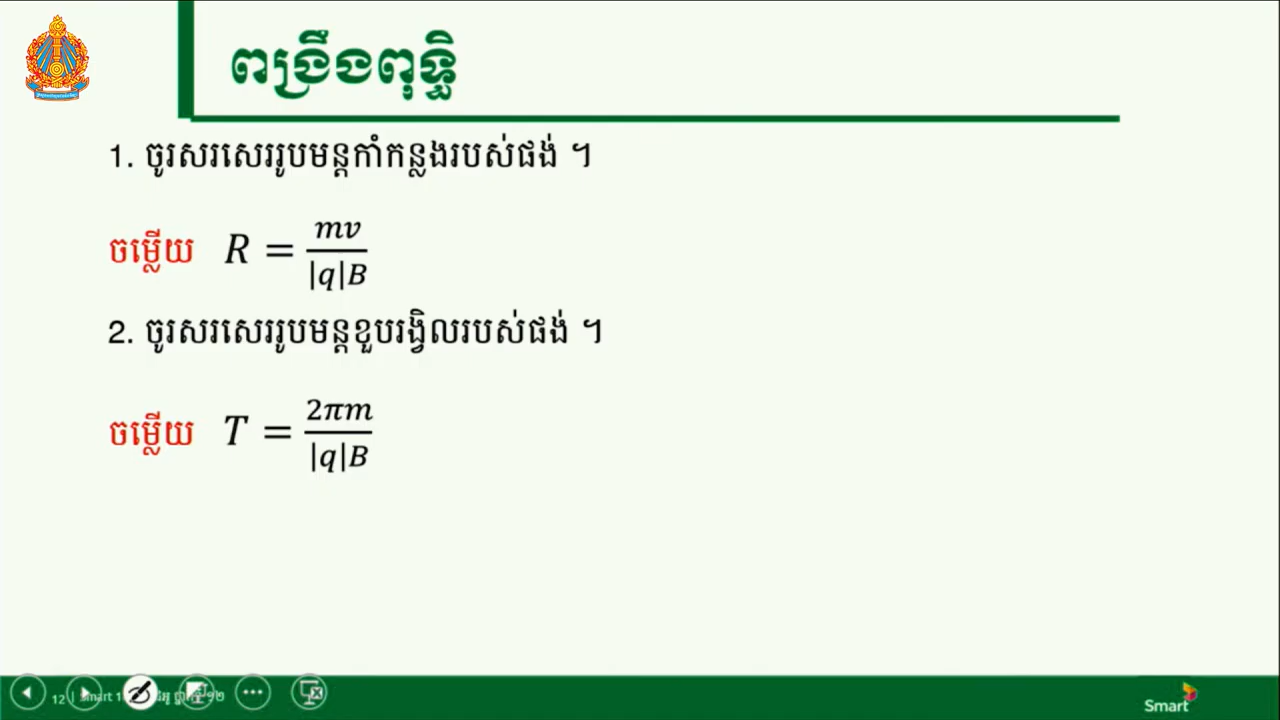 ពង្រឹងពុទ្ធិ
1. ចូរសរសេររូបមន្តកាំកន្លងរបស់ផង់ ។
ចម្លើយ R = mv/|q|B
2. ចូរសរសេររូបមន្តខួបរង្វិលរបស់ផង់ ។
ចម្លើយ T = 2πm/|q|B
12 | Smart
Smart